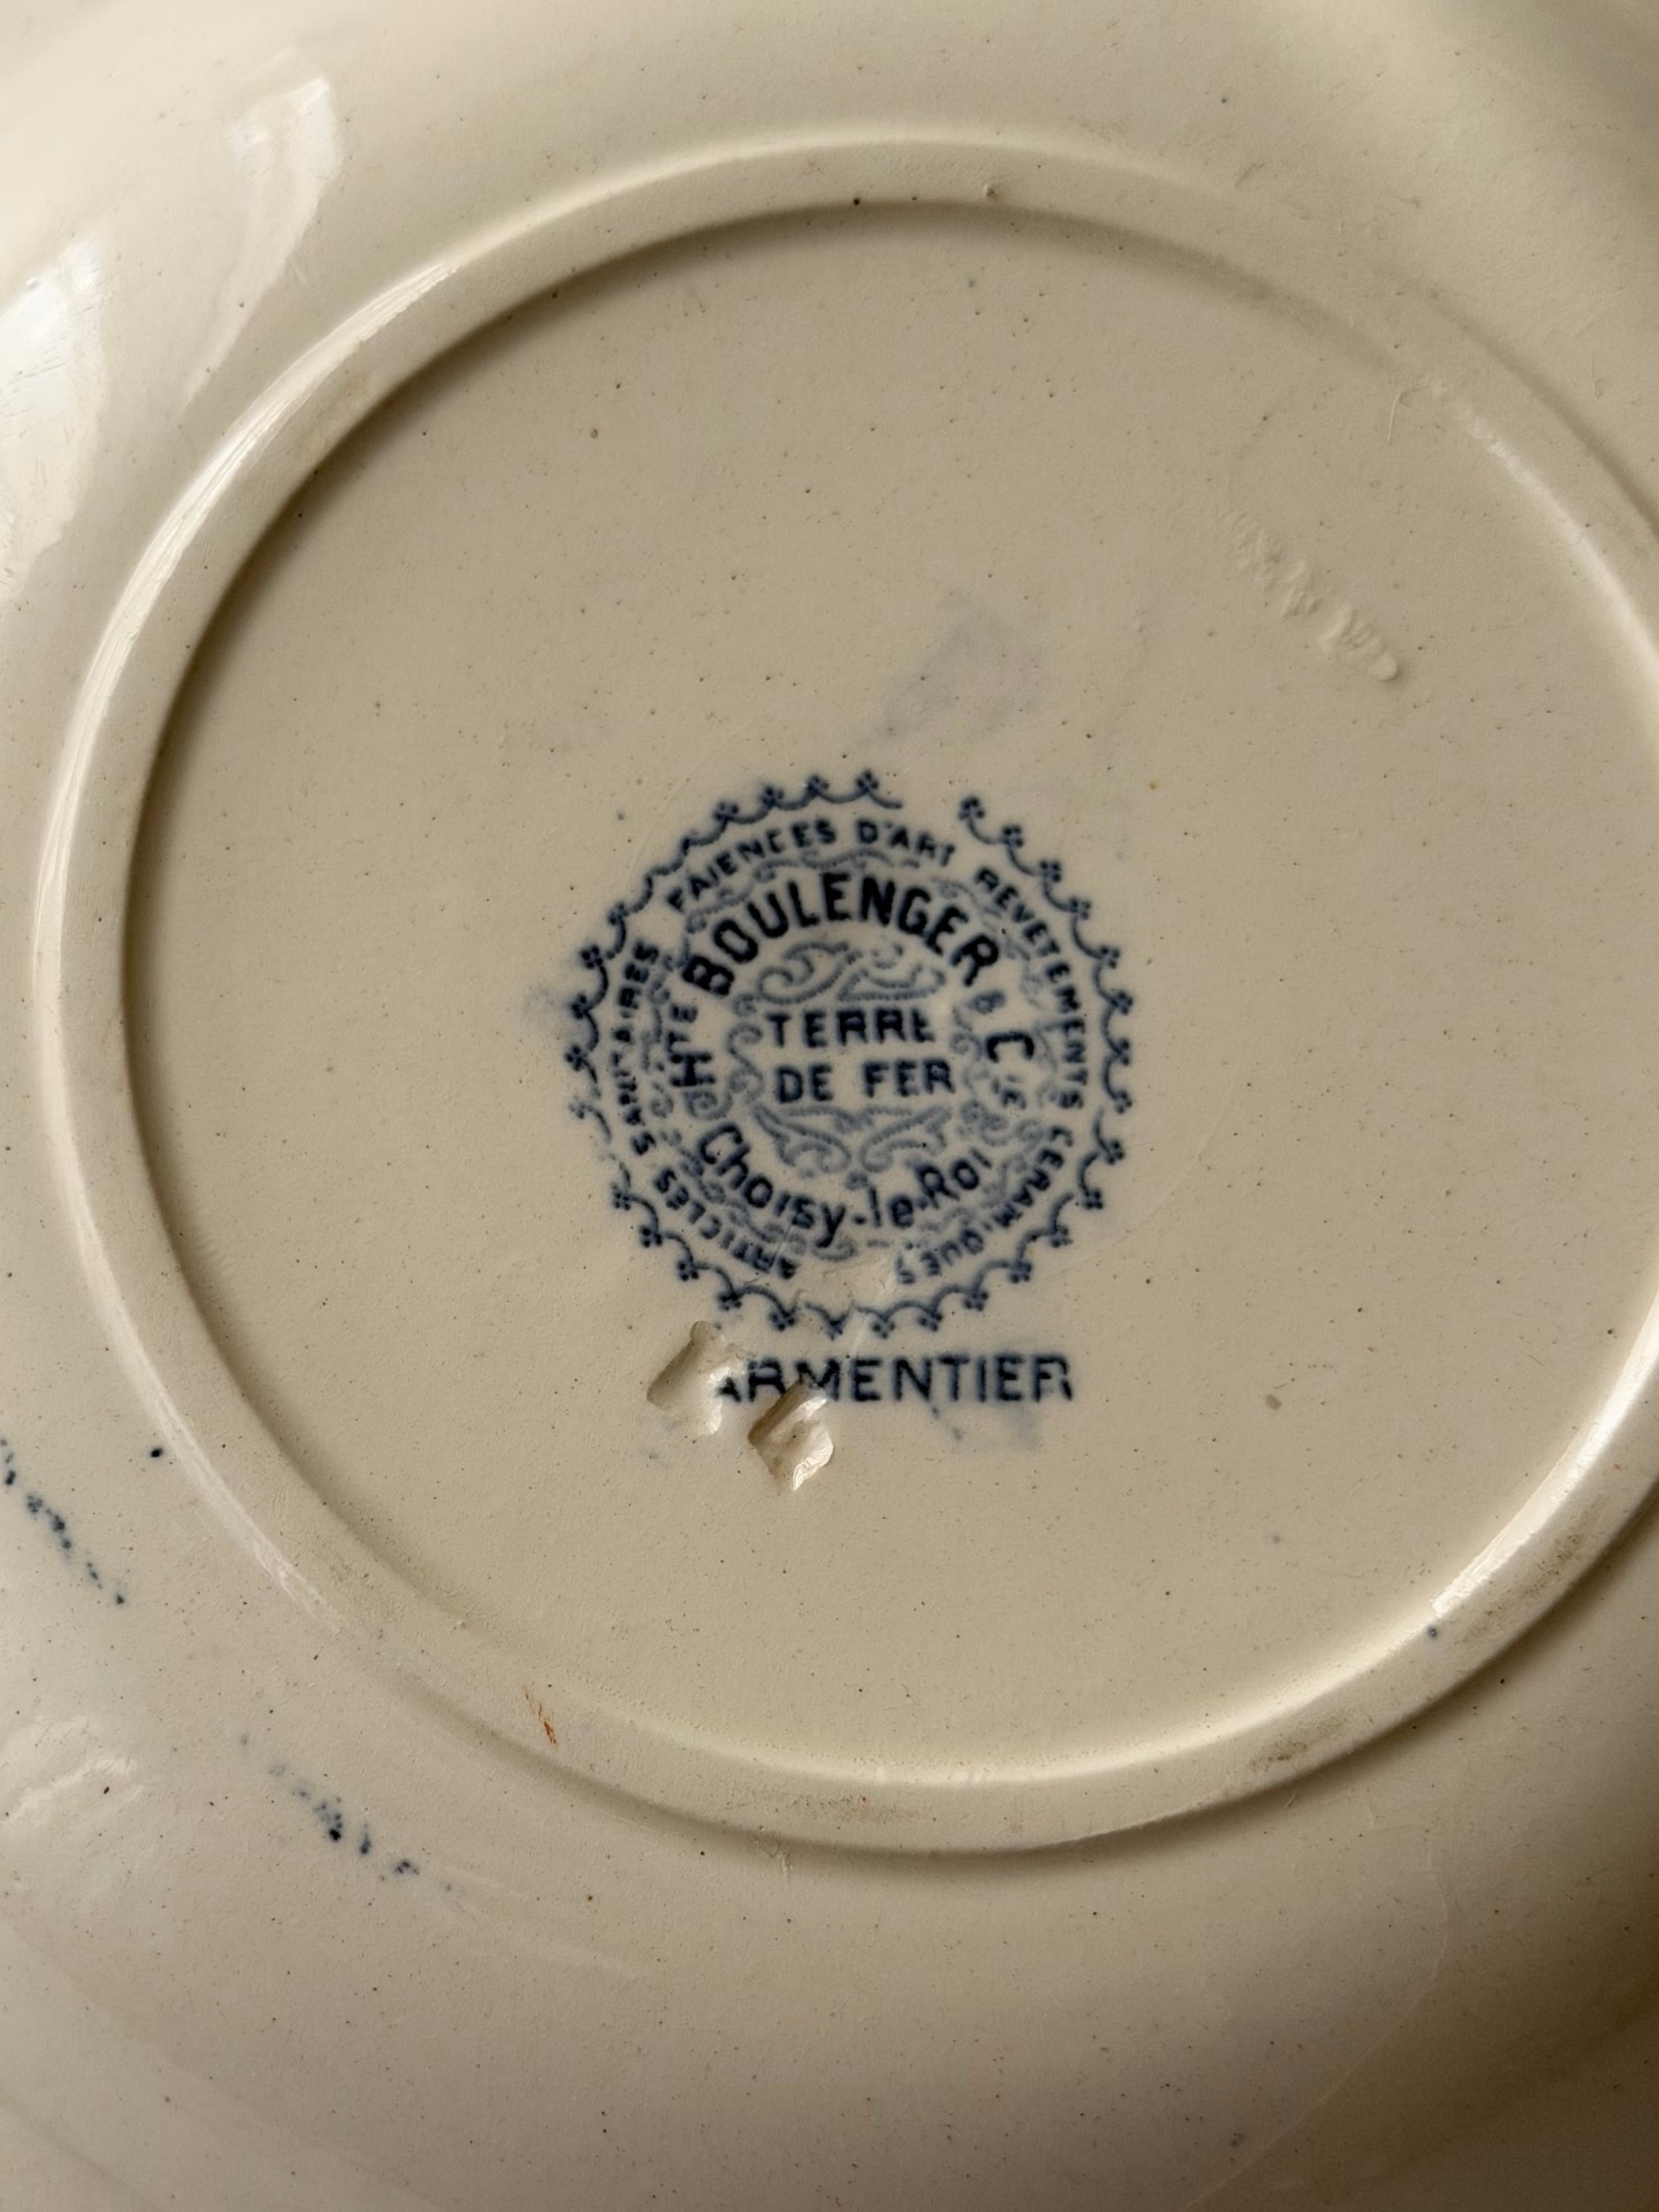 FAIENCES D'ART REVETEMENTS CERAMIQUES
ARTICLES SANITAIRES
HTE BOULENGER & CIE
TERRE
DE FER
Choisy-le-Roi
ARMENTIER